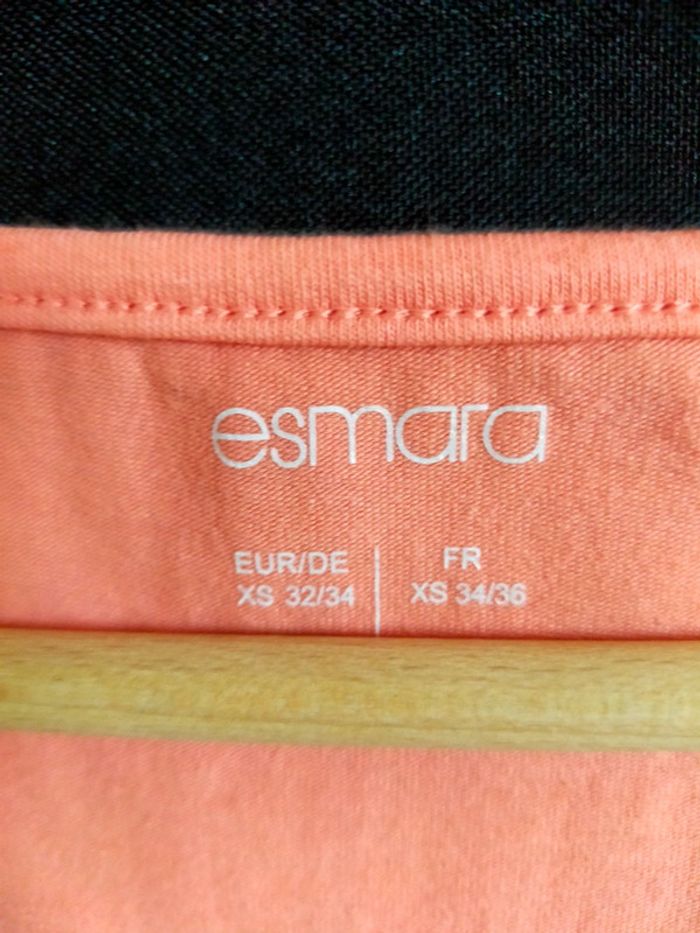 esmara
EUR/DE | FR
XS 32/34 | XS 34/36